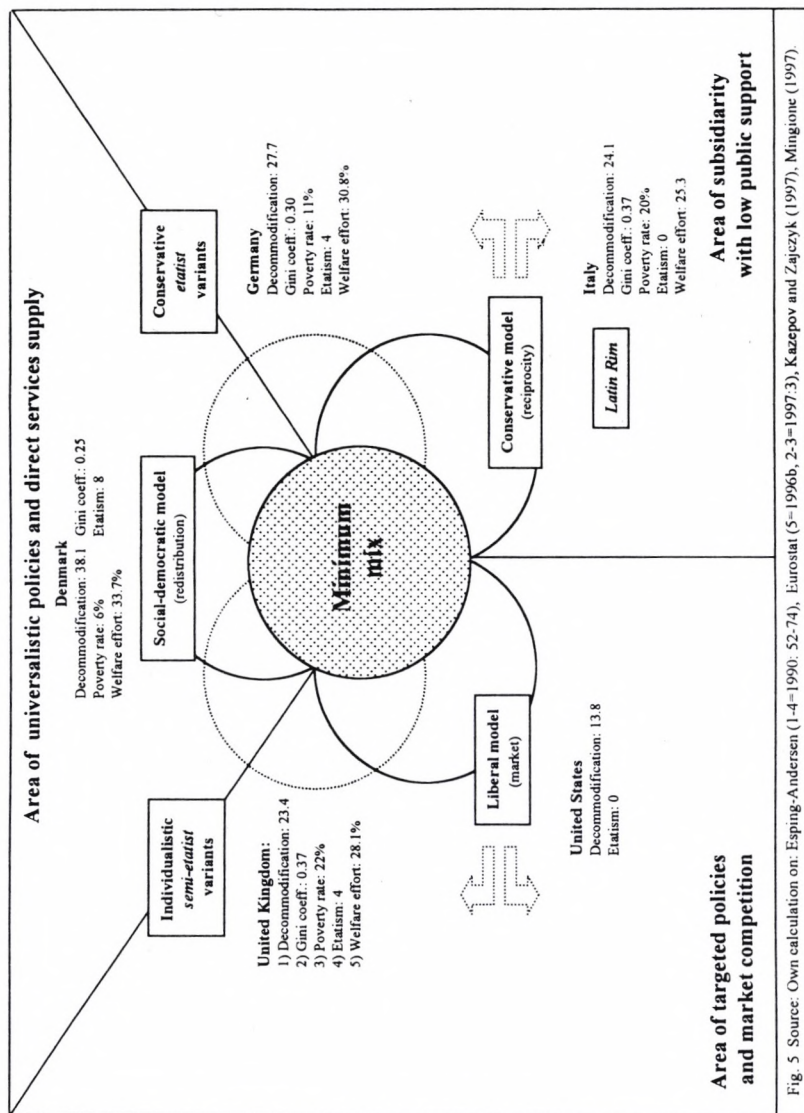 Area of universalistic policies and direct services supply
Individualistic
semi-etatist
variants
Denmark
Decommodification: 38.1 Gini coeff.: 0.25
Poverty rate: 6% Etatism: 8
Welfare effort: 33.7%
Social-democratic model
(redistribution)
Conservative
etatist
variants
United Kingdom:
1) Decommodification: 23.4
2) Gini coeff.: 0.37
3) Poverty rate: 22%
4) Etatism: 4
5) Welfare effort: 28.1%
Germany
Decommodification: 27.7
Gini coeff.: 0.30
Poverty rate: 11%
Etatism: 4
Welfare effort: 30.8%
Minimum
mix
Liberal model
(market)
Conservative model
(reciprocity)
United States
Decommodification: 13.8
Etatism: 0
Latin Rim
Italy
Decommodification: 24.1
Gini coeff.: 0.37
Poverty rate: 20%
Etatism: 0
Welfare effort: 25.3
Area of targeted policies
and market competition
Area of subsidiarity
with low public support
Fig. 5 Source: Own calculation on: Esping-Andersen (1-4=1990: 52-74), Eurostat (5=1996b, 2-3=1997:3), Kazepov and Zajczyk (1997), Mingione (1997).